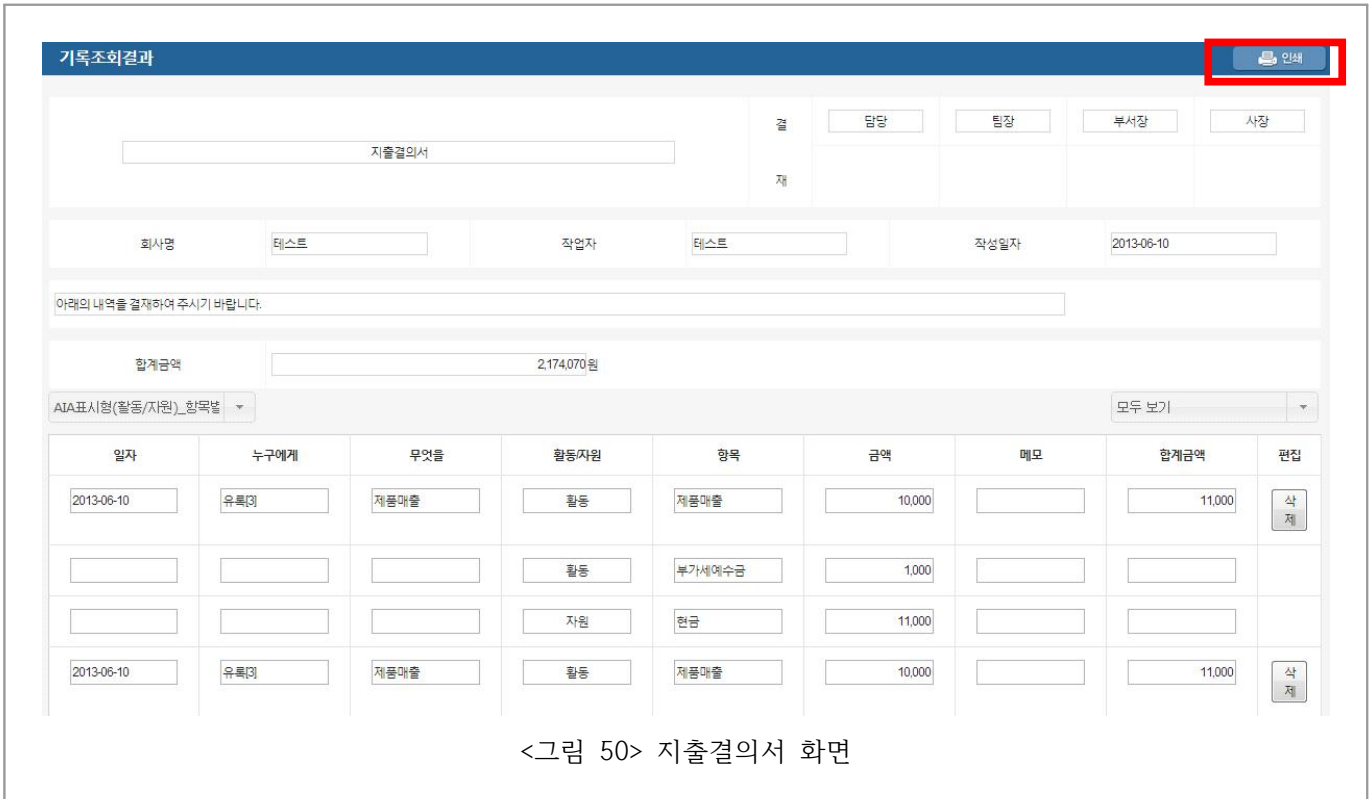 기록조회결과 인쇄
지출결의서 결 재 담당 팀장 부서장 사장
회사명 테스트 작업자 테스트 작성일자 2013-06-10
아래의 내역을 결재하여 주시기 바랍니다.
합계금액 2,174,070 원
AIA표시형(활동/자원)_항목별 모두 보기
일자 누구에게 무엇을 활동/자원 항목 금액 메모 합계금액 편집
2013-06-10 유록[3] 제품매출 활동 제품매출 10,000 11,000 삭제
활동 부가세예수금 1,000
자원 현금 11,000
2013-06-10 유록[3] 제품매출 활동 제품매출 10,000 11,000 삭제
<그림 50> 지출결의서 화면